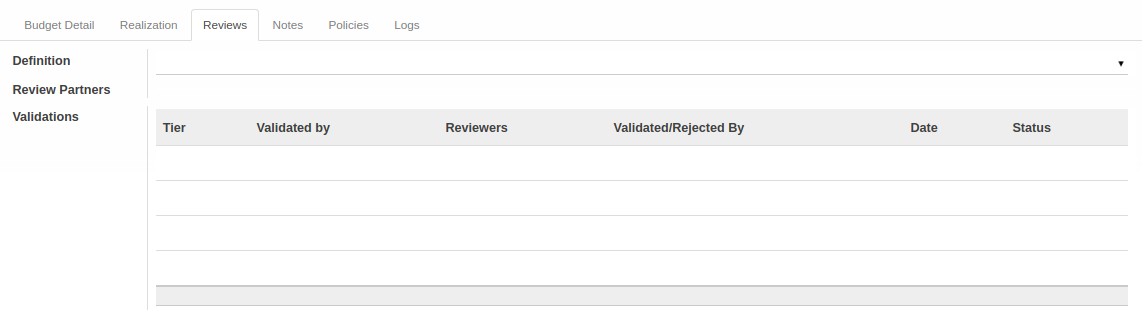 Budget Detail Realization Reviews Notes Policies Logs
Definition
Review Partners
Validations
Tier Validated by Reviewers Validated/Rejected By Date Status